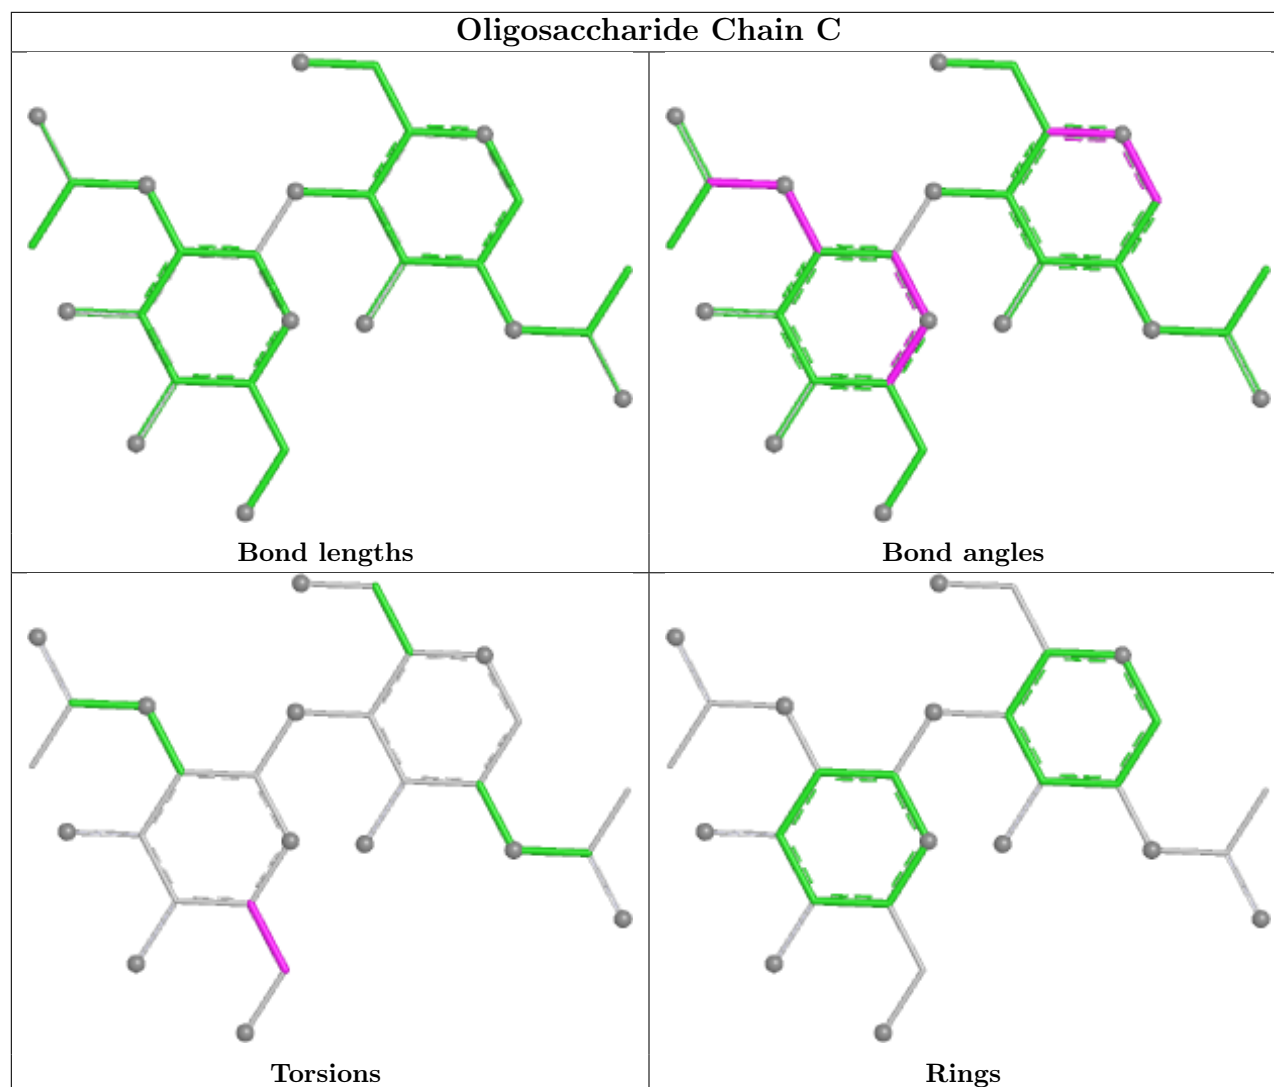 Oligosaccharide Chain C
Bond lengths
Bond angles
Torsions
Rings